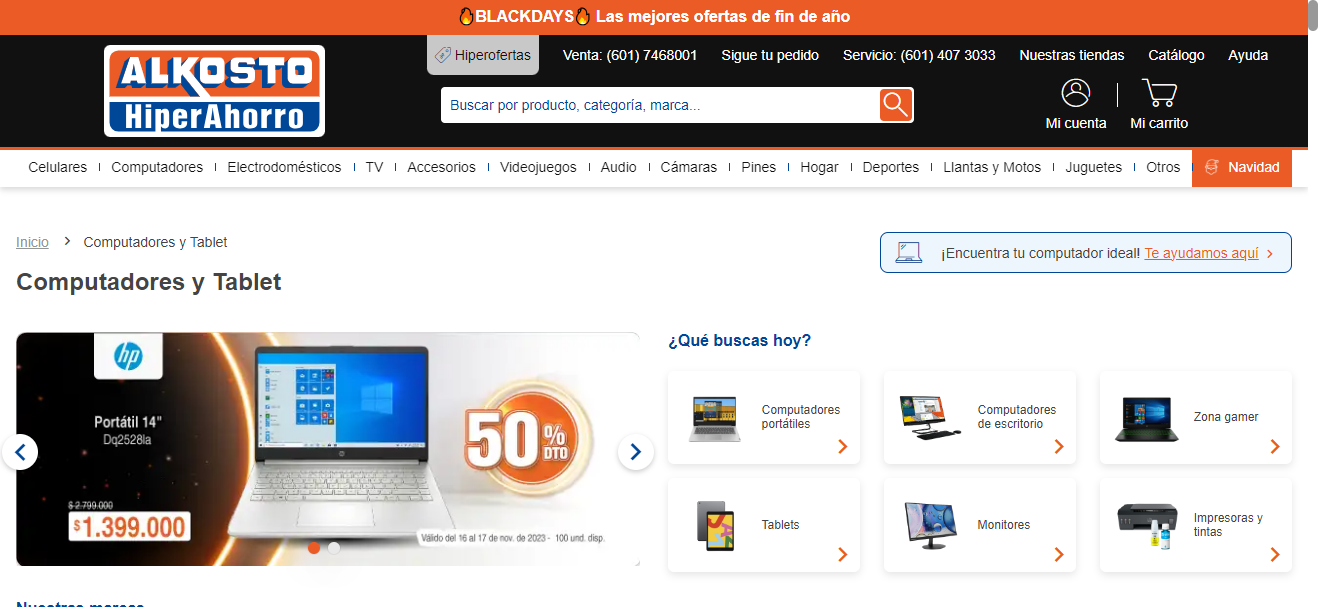 🔥BLACKDAYS🔥 Las mejores ofertas de fin de año
ALKOSTO
HiperAhorro
Hiperofertas
Venta: (601) 7468001
Sigue tu pedido
Servicio: (601) 407 3033
Nuestras tiendas
Catálogo
Ayuda
Buscar por producto, categoría, marca...
Mi cuenta
Mi carrito
Celulares
Computadores
Electrodomésticos
TV
Accesorios
Videojuegos
Audio
Cámaras
Pines
Hogar
Deportes
Llantas y Motos
Juguetes
Otros
Navidad
Inicio > Computadores y Tablet
¡Encuentra tu computador ideal! Te ayudamos aquí >
Computadores y Tablet
hp
Portátil 14"
Dq2528la
$ 2.799.000
$1.399.000
50% DTO
Válido del 16 al 17 de nov. de 2023 - 100 und. disp.
¿Qué buscas hoy?
Computadores
portátiles
Computadores
de escritorio
Zona gamer
Tablets
Monitores
Impresoras y
tintas
Nuestras marcas